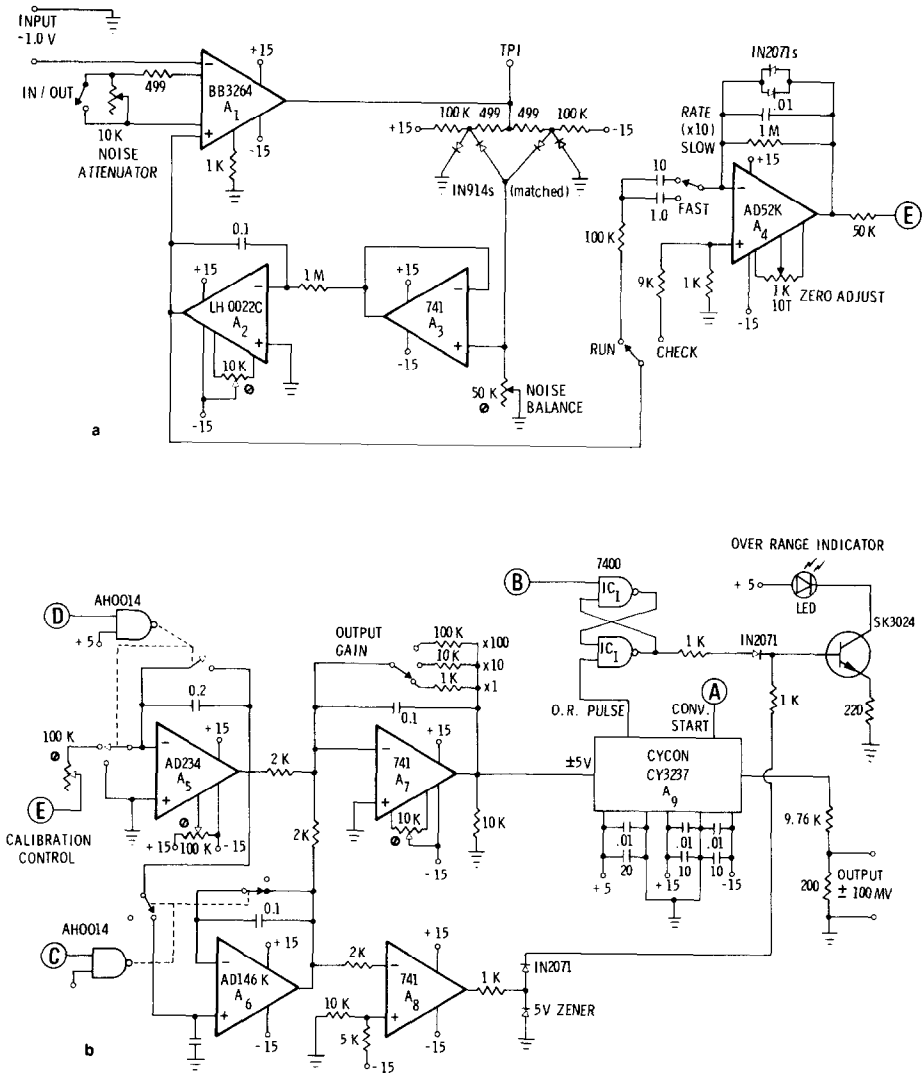 INPUT
-1.0 V
+15
TP1
IN2071s
IN / OUT
499
BB3264
A1
.01
RATE
(x10)
SLOW
10 K
NOISE
ATTENUATOR
-15
1 K
+15
100 K
499
499
100 K
-15
1 M
+15
IN914s
(matched)
10
1.0
FAST
AD52K
A4
E
50 K
100 K
0.1
+15
1 M
+15
9K
1 K
1 K
10T
ZERO ADJUST
-15
LH 0022C
A2
741
A3
-15
RUN
CHECK
10 K
Ø
-15
50 K
Ø
NOISE
BALANCE
a
OVER RANGE INDICATOR
7400
B
IC1
+ 5
LED
D
AH0014
+ 5
OUTPUT
GAIN
100 K
x100
10 K
x10
1 K
x1
IC1
1 K
IN2071
SK3024
0.2
0.1
O.R. PULSE
A
CONV.
START
1 K
220
100 K
Ø
+ 15
AD234
A5
2 K
741
A7
+ 15
±5V
CYCON
CY3237
A9
E
CALIBRATION
CONTROL
Ø
+ 15
100 K
- 15
2K
10 K
Ø
-15
10 K
9.76 K
.01
20
.01
10
.01
10
+ 5
+ 15
-15
200
OUTPUT
± 100 MV
0.1
AH0014
C
AD146 K
A6
+ 15
-15
2K
741
A8
+ 15
-15
1 K
IN2071
5V ZENER
10 K
5 K
- 15
b